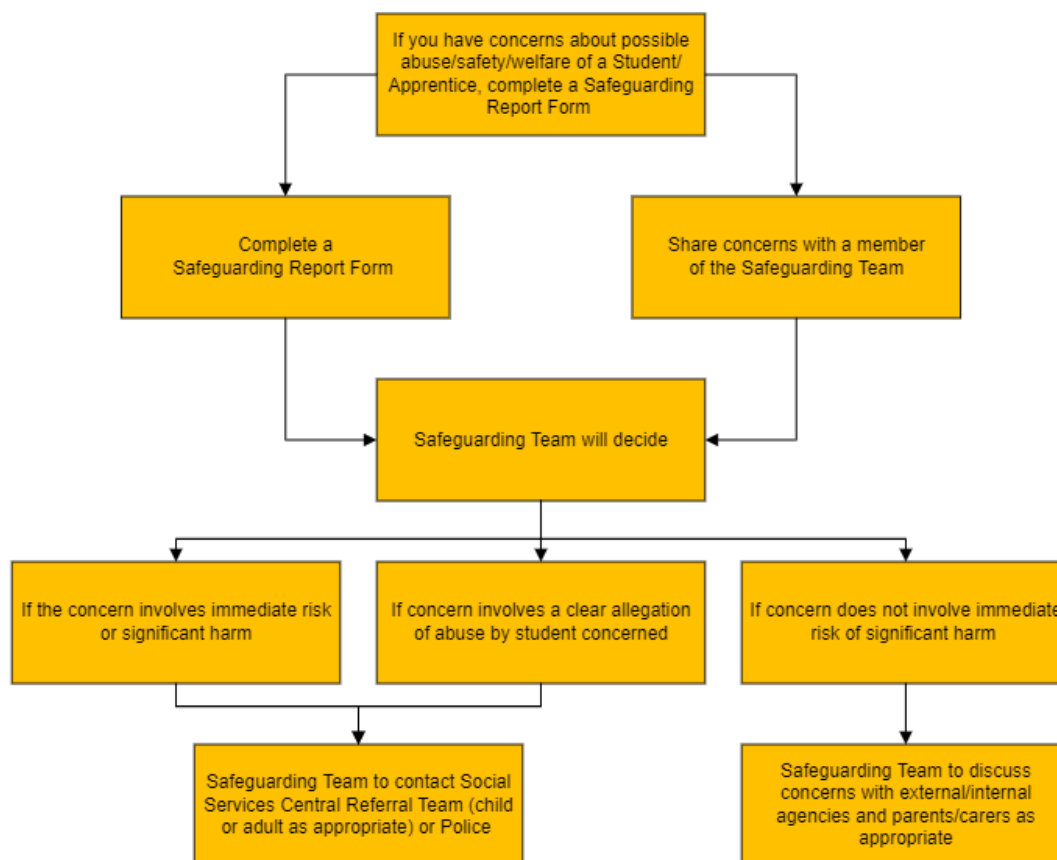 If you have concerns about possible
abuse/safety/welfare of a Student/
Apprentice, complete a Safeguarding
Report Form
Complete a
Safeguarding Report Form
Share concerns with a member
of the Safeguarding Team
Safeguarding Team will decide
If the concern involves immediate risk
or significant harm
If concern involves a clear allegation
of abuse by student concerned
If concern does not involve immediate
risk of significant harm
Safeguarding Team to contact Social
Services Central Referral Team (child
or adult as appropriate) or Police
Safeguarding Team to discuss
concerns with external/internal
agencies and parents/carers as
appropriate